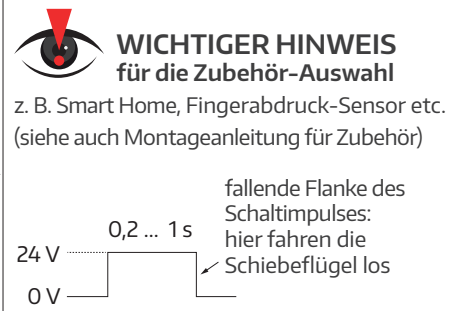 WICHTIGER HINWEIS
für die Zubehör-Auswahl
z. B. Smart Home, Fingerabdruck-Sensor etc.
(siehe auch Montageanleitung für Zubehör)
fallende Flanke des
Schaltimpulses:
hier fahren die
Schiebeflügel los
0,2 ... 1 s
24 V
0 V